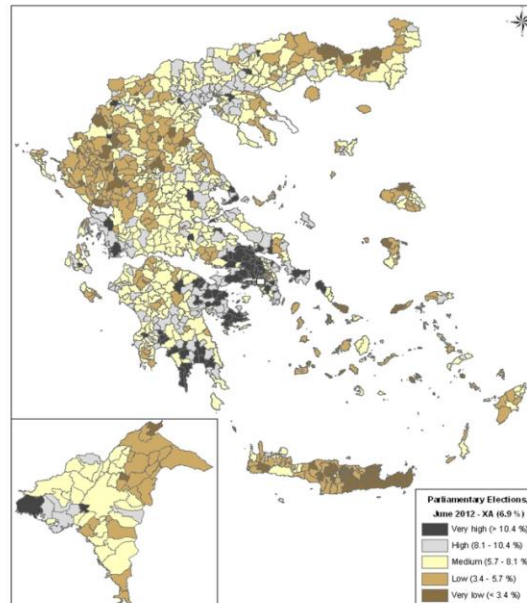 Parliamentary Elections,
June 2012 - XA (6.9 %)
Very high (> 10.4 %)
High (8.1 - 10.4 %)
Medium (5.7 - 8.1 %)
Low (3.4 - 5.7 %)
Very low (< 3.4 %)